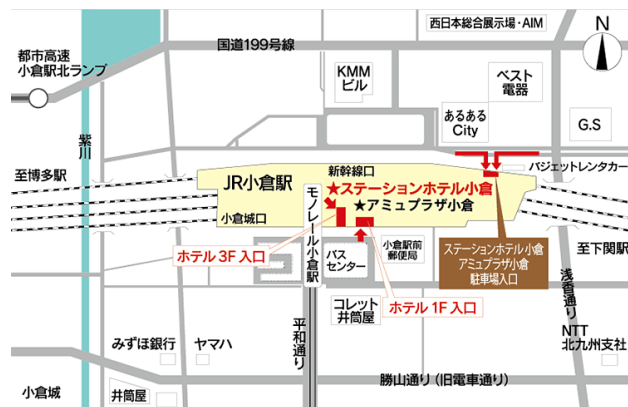 西日本総合展示場・AIM
N
国道199号線
都市高速
小倉駅北ランプ
KMM
ビル
ベスト
電器
あるある
City
G.S
紫川
至博多駅
バジェットレンタカー
JR小倉駅
新幹線口
★ステーションホテル小倉
★アミュプラザ小倉
小倉城口
モノレール小倉駅
ホテル 3F 入口
バス
センター
小倉駅前
郵便局
ステーションホテル小倉
アミュプラザ小倉
駐車場入口
至下関駅
浅香通り
コレット
井筒屋
ホテル 1F 入口
平和通り
みずほ銀行
ヤマハ
NTT
北九州支社
小倉城
井筒屋
勝山通り(旧電車通り)